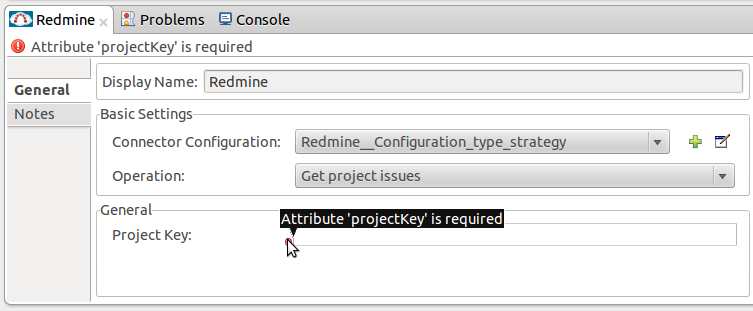 Redmine Problems Console
Attribute 'projectKey' is required
General
Notes
Display Name: Redmine
Basic Settings
Connector Configuration: Redmine__Configuration_type_strategy
Operation: Get project issues
General
Attribute 'projectKey' is required
Project Key: